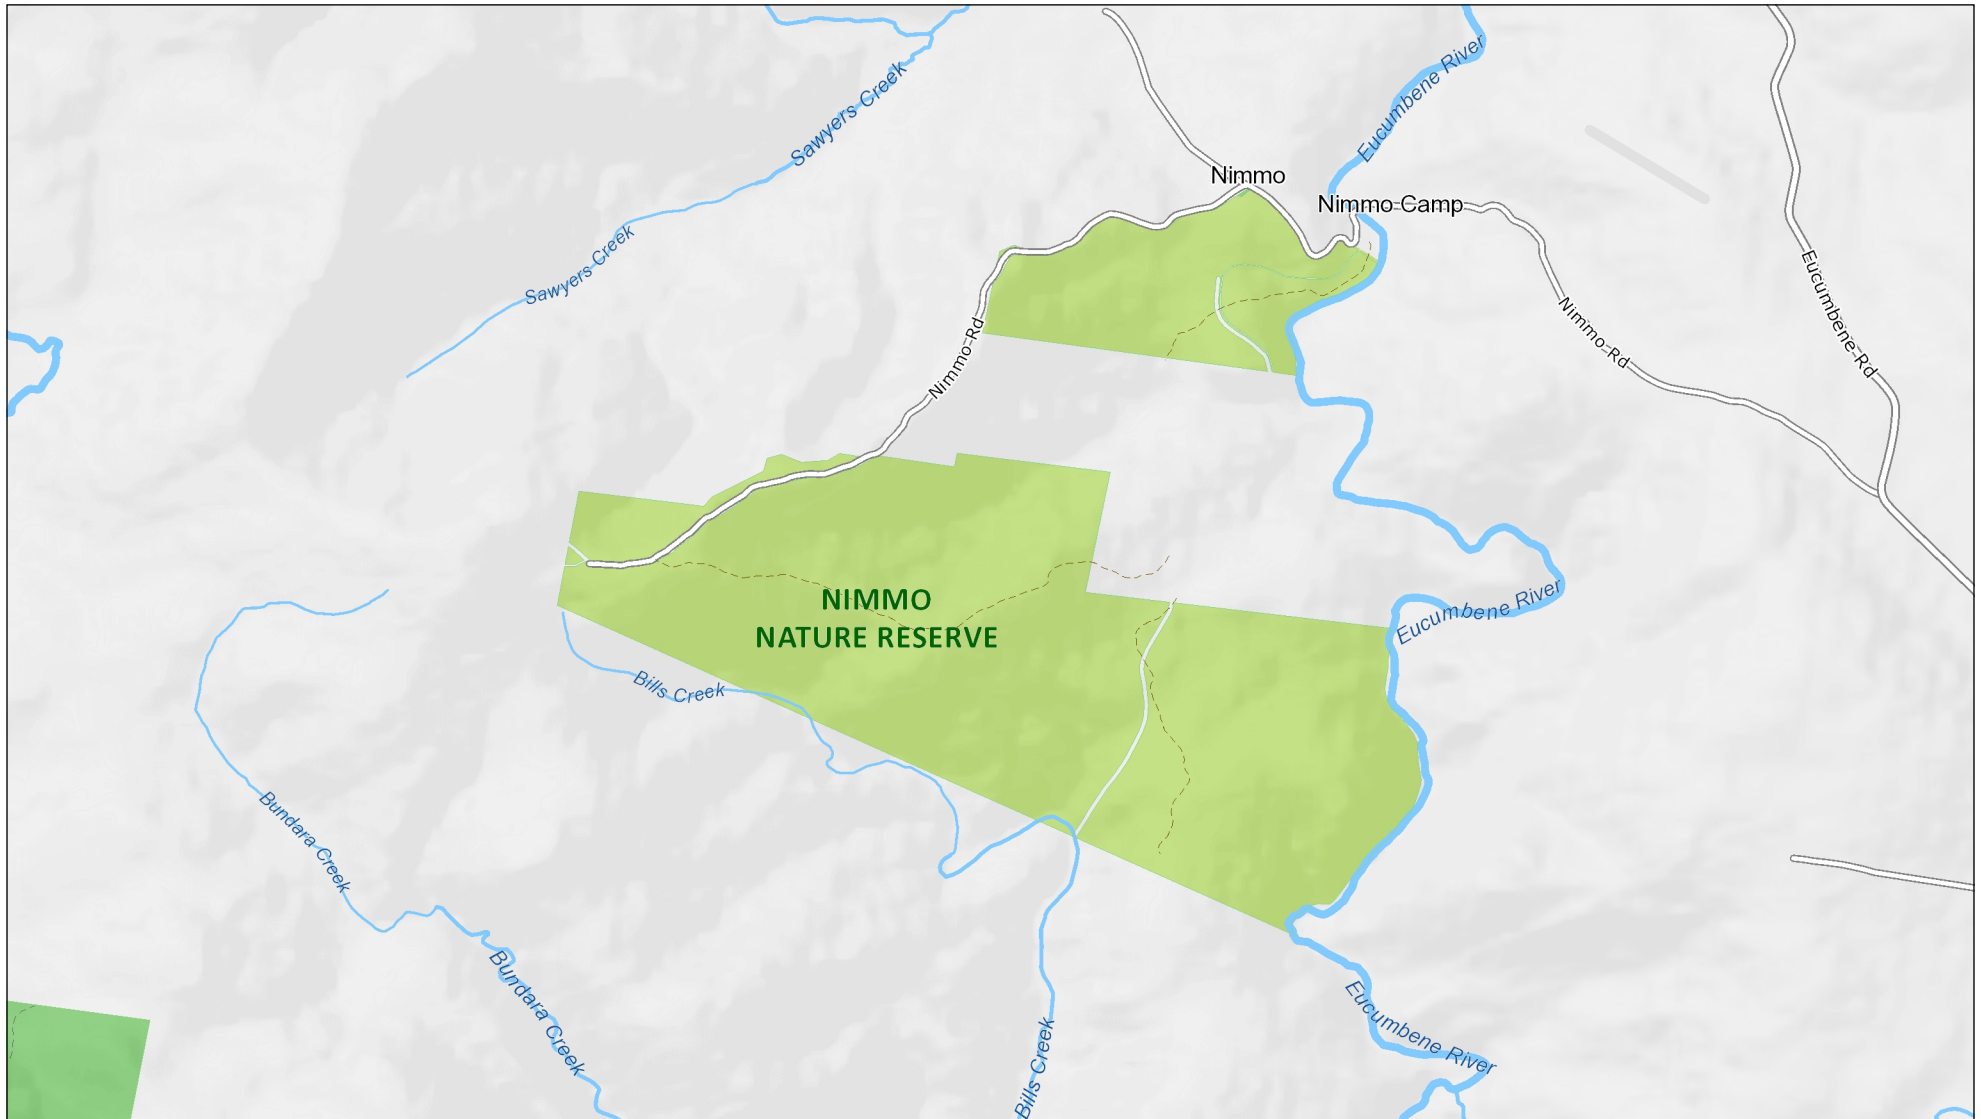 Eucumbene River
Sawyers Creek
Nimmo
Nimmo Camp
Sawyers Creek
Eucumbene Rd
Nimmo Rd
Nimmo Rd
NIMMO
NATURE RESERVE
Eucumbene River
Bills Creek
Bundara Creek
Bundara Creek
Eucumbene River
Bills Creek